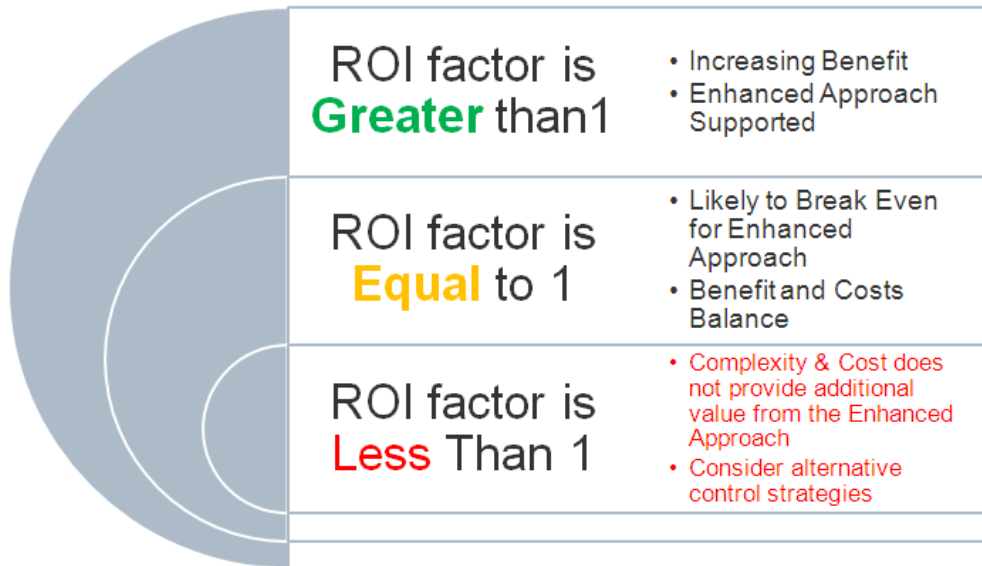 ROI factor is
Greater than1
• Increasing Benefit
• Enhanced Approach
Supported
ROI factor is
Equal to 1
• Likely to Break Even
for Enhanced
Approach
• Benefit and Costs
Balance
ROI factor is
Less Than 1
• Complexity & Cost does
not provide additional
value from the Enhanced
Approach
• Consider alternative
control strategies